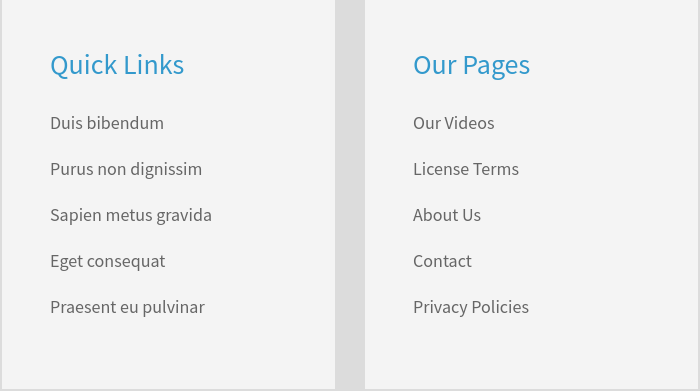 Quick Links
Duis bibendum
Purus non dignissim
Sapien metus gravida
Eget consequat
Praesent eu pulvinar
Our Pages
Our Videos
License Terms
About Us
Contact
Privacy Policies